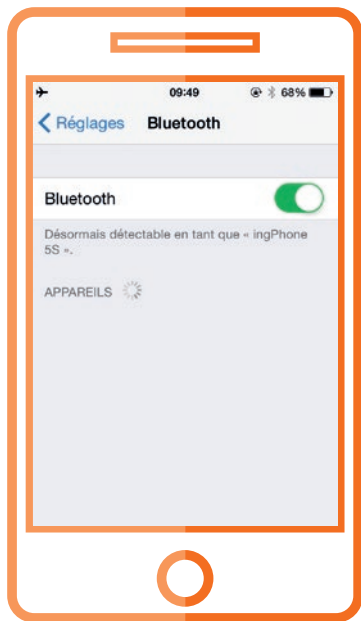 09:49 68%
Réglages Bluetooth
Bluetooth
Désormais détectable en tant que « ingPhone
5S ».
APPAREILS